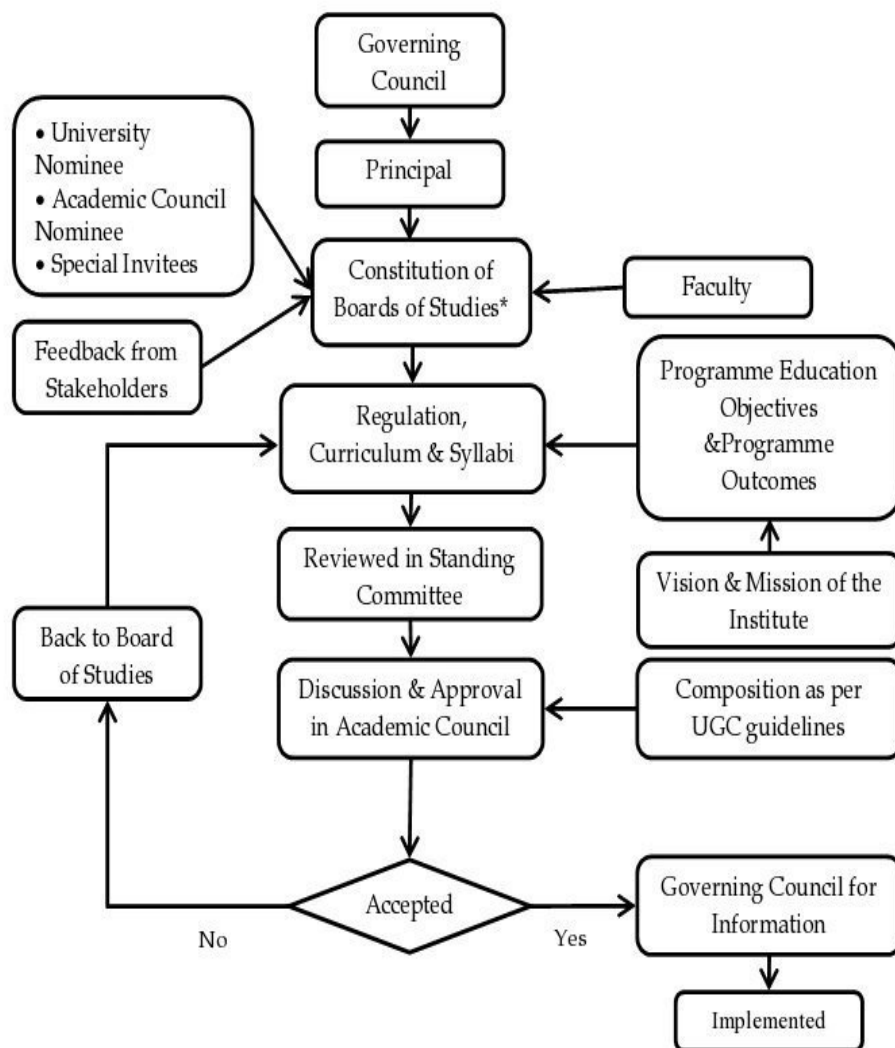 Governing
Council
• University
Nominee
• Academic Council
Nominee
• Special Invitees
Principal
Constitution of
Boards of Studies*
Faculty
Feedback from
Stakeholders
Programme Education
Objectives
&Programme
Outcomes
Regulation,
Curriculum & Syllabi
Reviewed in Standing
Committee
Vision & Mission of the
Institute
Back to Board
of Studies
Discussion & Approval
in Academic Council
Composition as per
UGC guidelines
Accepted
No
Yes
Governing Council for
Information
Implemented